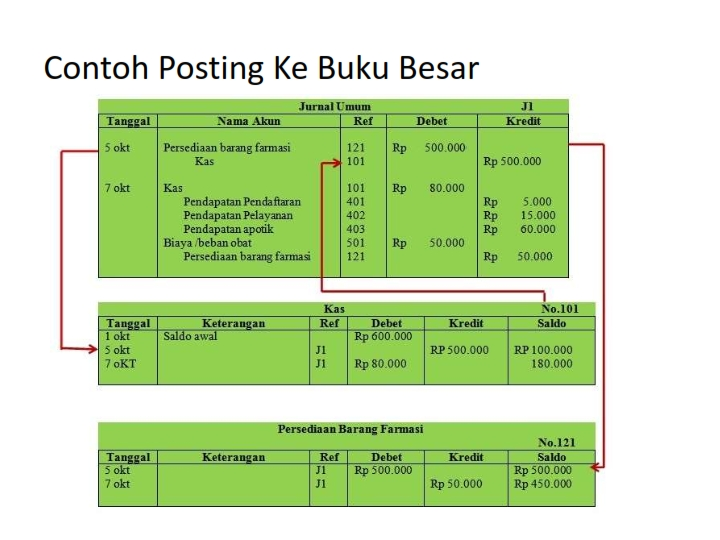 Contoh Posting Ke Buku Besar
Jurnal Umum J1
Tanggal Nama Akun Ref Debet Kredit
5 okt Persediaan barang farmasi 121 Rp 500.000
Kas 101 Rp 500.000
7 okt Kas 101 Rp 80.000
Pendapatan Pendaftaran 401 Rp 5.000
Pendapatan Pelayanan 402 Rp 15.000
Pendapatan apotik 403 Rp 60.000
Biaya /beban obat 501 Rp 50.000
Persediaan barang farmasi 121 Rp 50.000
Kas No.101
Tanggal Keterangan Ref Debet Kredit Saldo
1 okt Saldo awal Rp 600.000
5 okt J1 RP 500.000 RP 100.000
7 oKT J1 Rp 80.000 180.000
Persediaan Barang Farmasi
No.121
Tanggal Keterangan Ref Debet Kredit Saldo
5 okt J1 Rp 500.000 Rp 500.000
7 okt J1 Rp 50.000 Rp 450.000